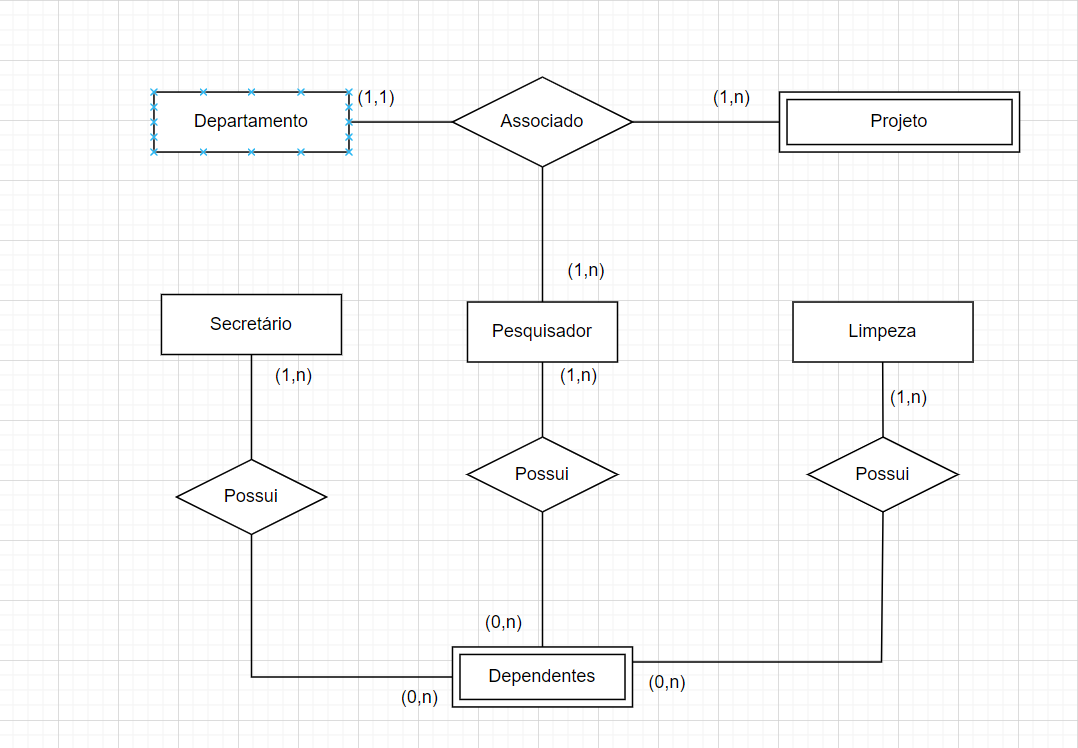 (1,1)
(1,n)
Departamento
Associado
Projeto
(1,n)
Secretário
Pesquisador
Limpeza
(1,n)
(1,n)
(1,n)
Possui
Possui
Possui
(0,n)
Dependentes
(0,n)
(0,n)